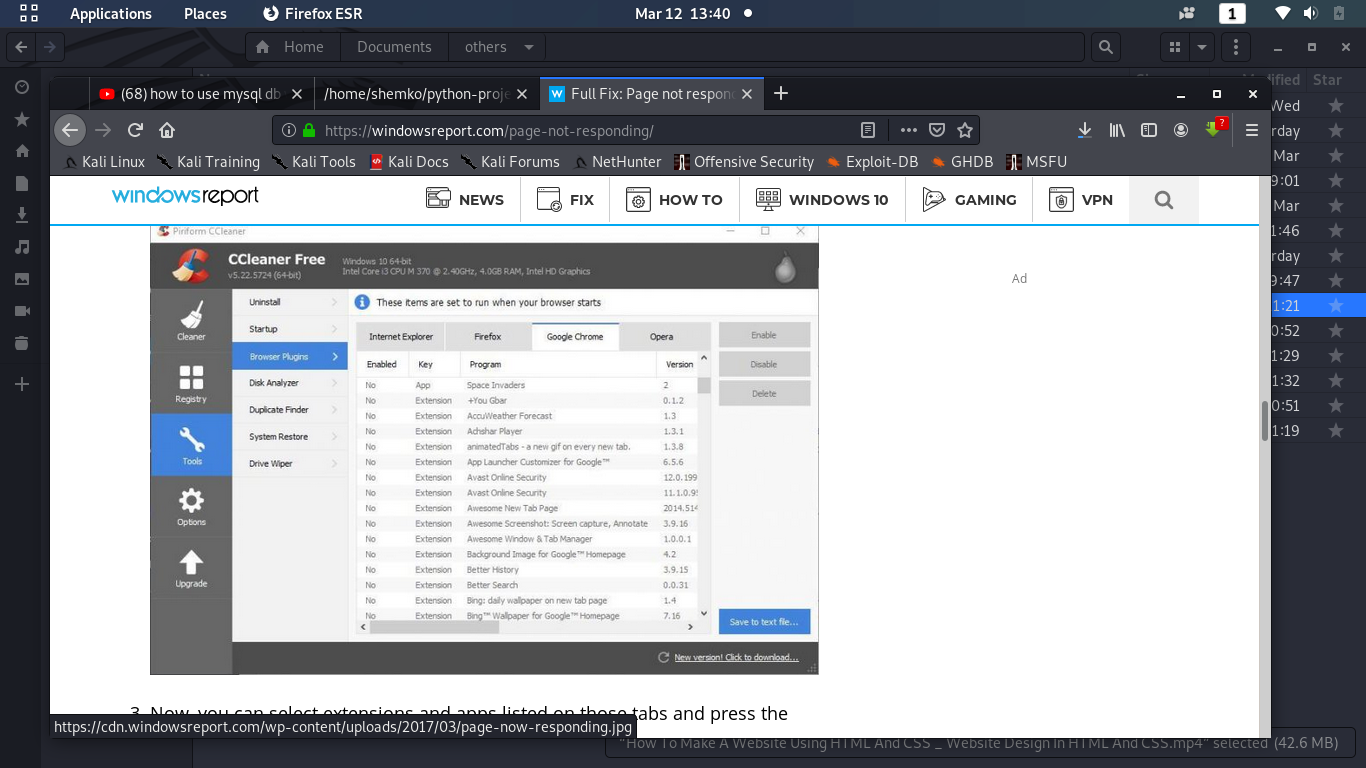 Applications Places Firefox ESR Mar 12 13:40 1
Home Documents others
Modified Star
(68) how to use mysql db /home/shemko/python-proje Full Fix: Page not respon
https://windowsreport.com/page-not-responding/ ?
Kali Linux Kali Training Kali Tools Kali Docs Kali Forums NetHunter Offensive Security Exploit-DB GHDB MSFU
windowsreport NEWS FIX HOW TO WINDOWS 10 GAMING VPN
Piriform CCleaner
CCleaner Free
v5.22.5724 (64-bit)
Windows 10 64-bit
Intel Core i3 CPU M 370 @ 2.40GHz, 4.0GB RAM, Intel HD Graphics
Ad
Cleaner
Registry
Tools
Options
Upgrade
Uninstall
Startup
Browser Plugins
Disk Analyzer
Duplicate Finder
System Restore
Drive Wiper
These items are set to run when your browser starts
Internet Explorer Firefox Google Chrome Opera
Enabled Key Program Version
No App Space Invaders 2
No Extension +You Gbar 0.1.2
No Extension AccuWeather Forecast 1.3
No Extension Achshar Player 1.3.1
No Extension animatedTabs - a new gif on every new tab. 1.3.8
No Extension App Launcher Customizer for Google™ 6.5.6
No Extension Avast Online Security 12.0.199
No Extension Avast Online Security 11.1.0.9
No Extension Awesome New Tab Page 2014.514
No Extension Awesome Screenshot: Screen capture, Annotate 3.9.16
No Extension Awesome Window & Tab Manager 1.0.0.1
No Extension Background Image for Google™ Homepage 4.2
No Extension Better History 3.9.15
No Extension Better Search 0.0.31
No Extension Bing: daily wallpaper on new tab page 1.4
No Extension Bing™ Wallpaper for Google™ Homepage 7.16
Enable
Disable
Delete
Save to text file...
New version! Click to download...
3. Now, you can select extensions and apps listed on those tabs and press the
https://cdn.windowsreport.com/wp-content/uploads/2017/03/page-now-responding.jpg
Wed
rday
Mar
9:01
Mar
1:46
rday
9:47
1:21
0:52
1:29
1:32
0:51
1:19
"How To Make A Website Using HTML And CSS _ Website Design In HTML And CSS.mp4" selected (42.6 MB)